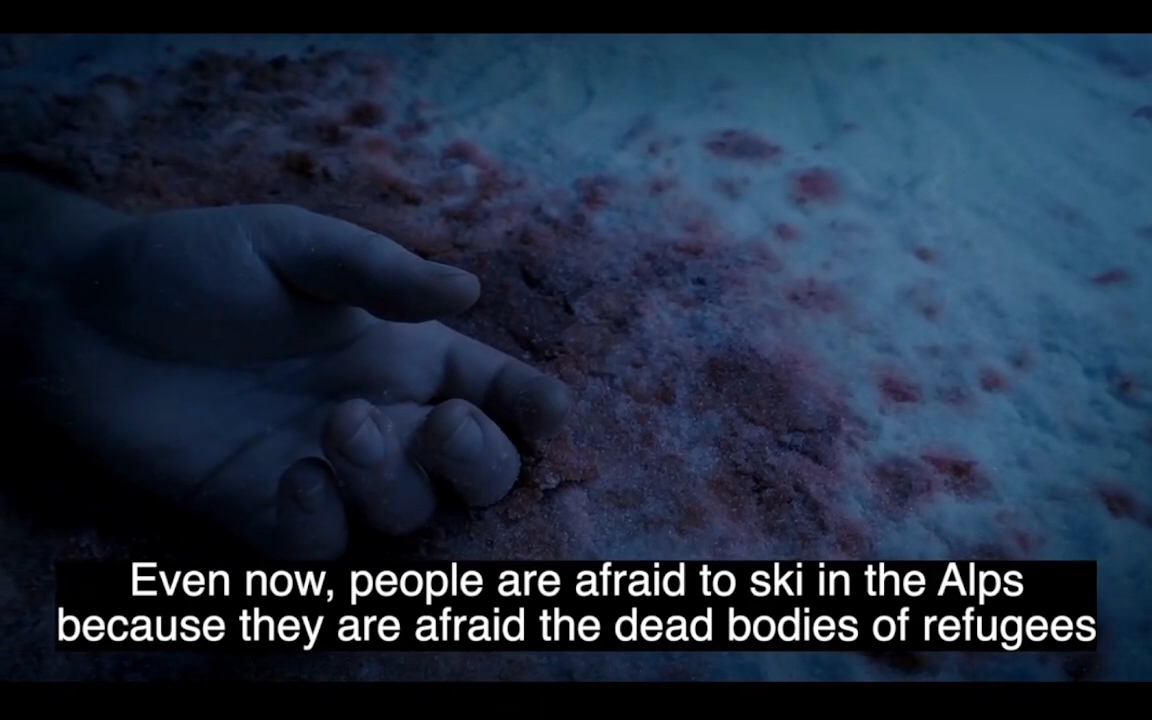 Even now, people are afraid to ski in the Alps
because they are afraid the dead bodies of refugees